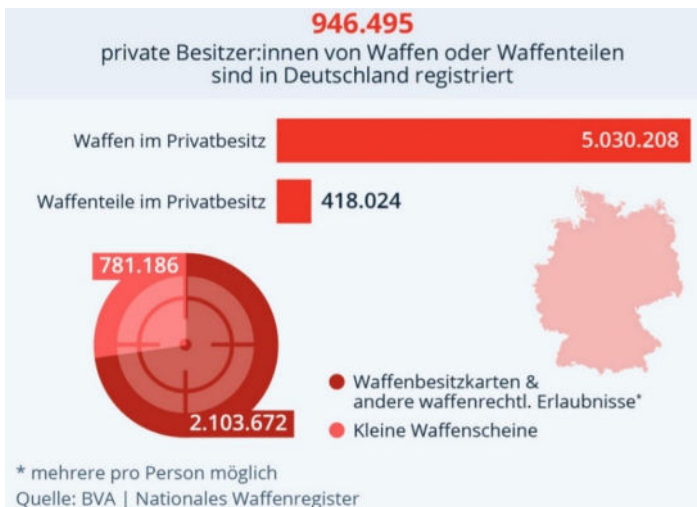 946.495
private Besitzer:innen von Waffen oder Waffenteilen
sind in Deutschland registriert
Waffen im Privatbesitz
5.030.208
Waffenteile im Privatbesitz
418.024
781.186
2.103.672
Waffenbesitzkarten &
andere waffenrechtl. Erlaubnisse*
Kleine Waffenscheine
* mehrere pro Person möglich
Quelle: BVA | Nationales Waffenregister